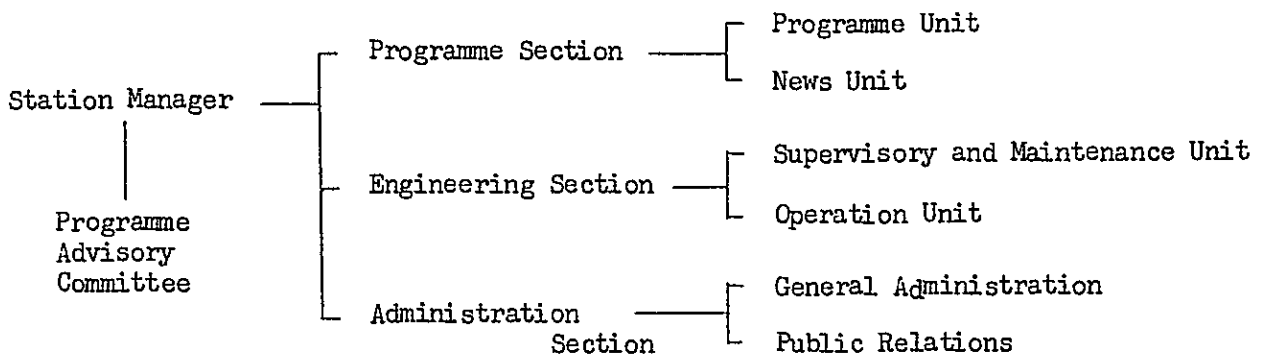 Station Manager
Programme
Advisory
Committee
Programme Section
Programme Unit
News Unit
Engineering Section
Supervisory and Maintenance Unit
Operation Unit
Administration
Section
General Administration
Public Relations